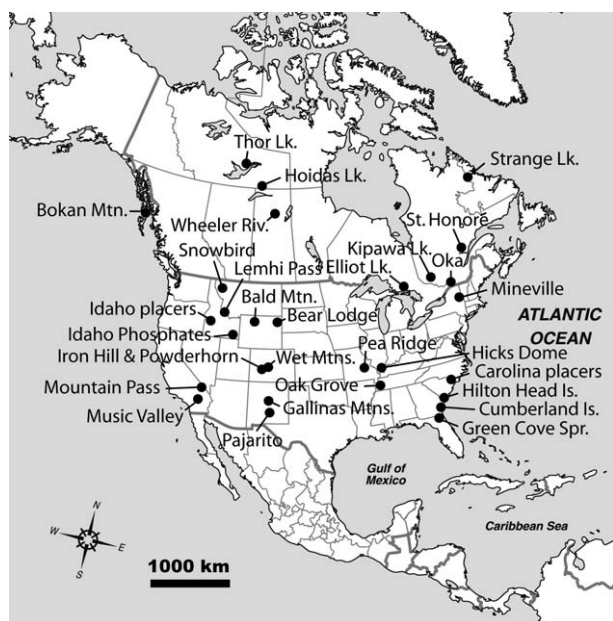 Thor Lk.
Strange Lk.
Hoidas Lk.
Bokan Mtn.
Wheeler Riv.
St. Honoré
Snowbird
Kipawa Lk.
Oka
Lemhi Pass
Elliot Lk.
Mineville
Bald Mtn.
Idaho placers
Bear Lodge
ATLANTIC
OCEAN
Idaho Phosphates
Pea Ridge
Iron Hill & Powderhorn
Wet Mtns.
Hicks Dome
Carolina placers
Mountain Pass
Oak Grove
Hilton Head Is.
Gallinas Mtns.
Cumberland Is.
Music Valley
Green Cove Spr.
Pajarito
Gulf of
Mexico
Caribbean Sea
N
W
E
S
1000 km